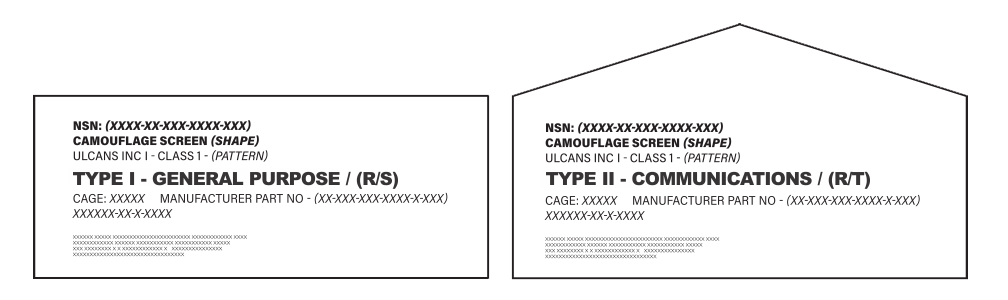 NSN: (XXXX-XX-XXX-XXXX-XXX)
CAMOUFLAGE SCREEN (SHAPE)
ULCANS INC I - CLASS 1 - (PATTERN)
TYPE I - GENERAL PURPOSE / (R/S)
CAGE: XXXXX MANUFACTURER PART NO - (XX-XXX-XXX-XXXX-X-XXX)
XXXXXX-XX-X-XXXX
NSN: (XXXX-XX-XXX-XXXX-XXX)
CAMOUFLAGE SCREEN (SHAPE)
ULCANS INC I - CLASS 1 - (PATTERN)
TYPE II - COMMUNICATIONS / (R/T)
CAGE: XXXXX MANUFACTURER PART NO - (XX-XXX-XXX-XXXX-X-XXX)
XXXXXX-XX-X-XXXX